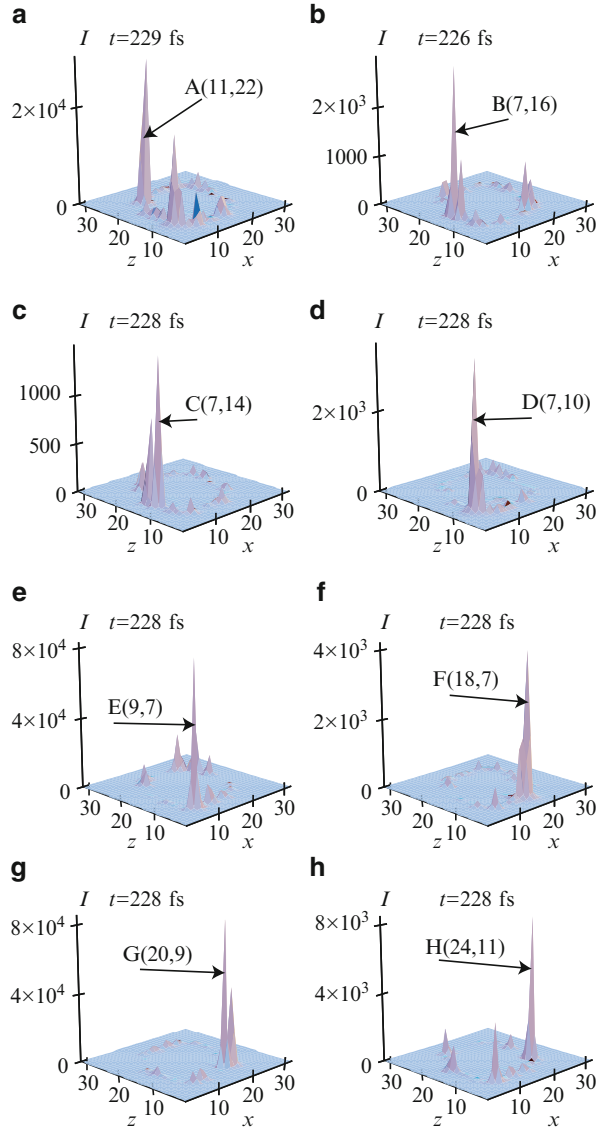 a
I t=229 fs
A(11,22)
2×10⁴
0
30
20
10
z
10
20
30
x
b
I t=226 fs
B(7,16)
2×10³
1000
0
30
20
10
z
10
20
30
x
c
I t=228 fs
C(7,14)
1000
500
0
30
20
10
z
10
20
30
x
d
I t=228 fs
D(7,10)
2×10³
0
30
20
10
z
10
20
30
x
e
I t=228 fs
E(9,7)
8×10⁴
4×10⁴
0
30
20
10
z
10
20
30
x
f
I t=228 fs
F(18,7)
4×10³
2×10³
0
30
20
10
z
10
20
30
x
g
I t=228 fs
G(20,9)
8×10⁴
4×10⁴
0
30
20
10
z
10
20
30
x
h
I t=228 fs
H(24,11)
8×10³
4×10³
0
30
20
10
z
10
20
30
x